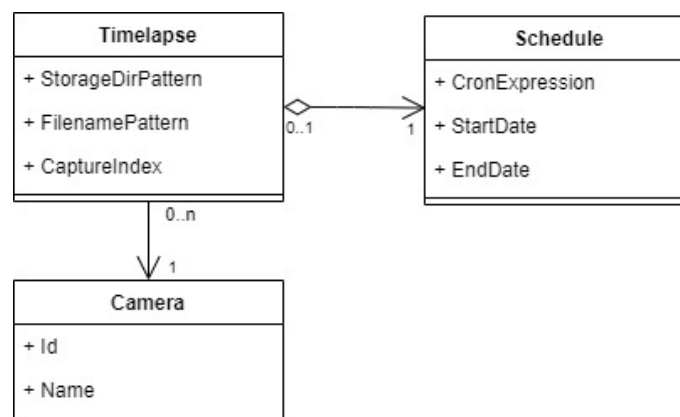 Timelapse
+ StorageDirPattern
+ FilenamePattern
+ CaptureIndex
Schedule
+ CronExpression
+ StartDate
+ EndDate
0..1
1
0..n
1
Camera
+ Id
+ Name